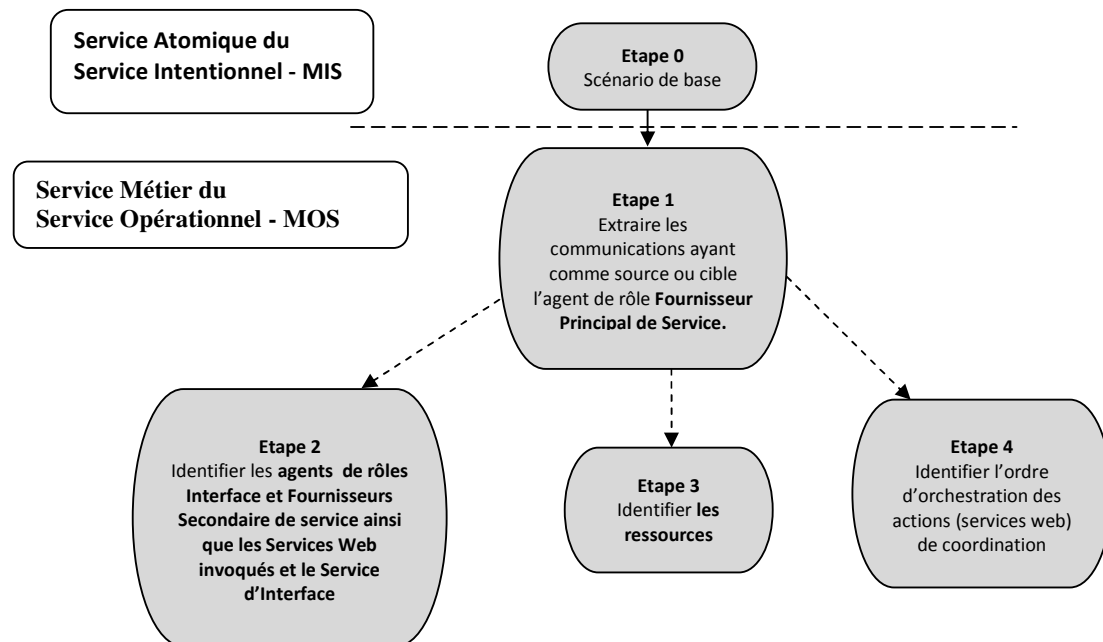 Service Atomique du
Service Intentionnel - MIS
Etape 0
Scénario de base
Service Métier du
Service Opérationnel - MOS
Etape 1
Extraire les
communications ayant
comme source ou cible
l’agent de rôle Fournisseur
Principal de Service.
Etape 2
Identifier les agents de rôles
Interface et Fournisseurs
Secondaire de service ainsi
que les Services Web
invoqués et le Service
d’Interface
Etape 3
Identifier les
ressources
Etape 4
Identifier l’ordre
d’orchestration des
actions (services web)
de coordination